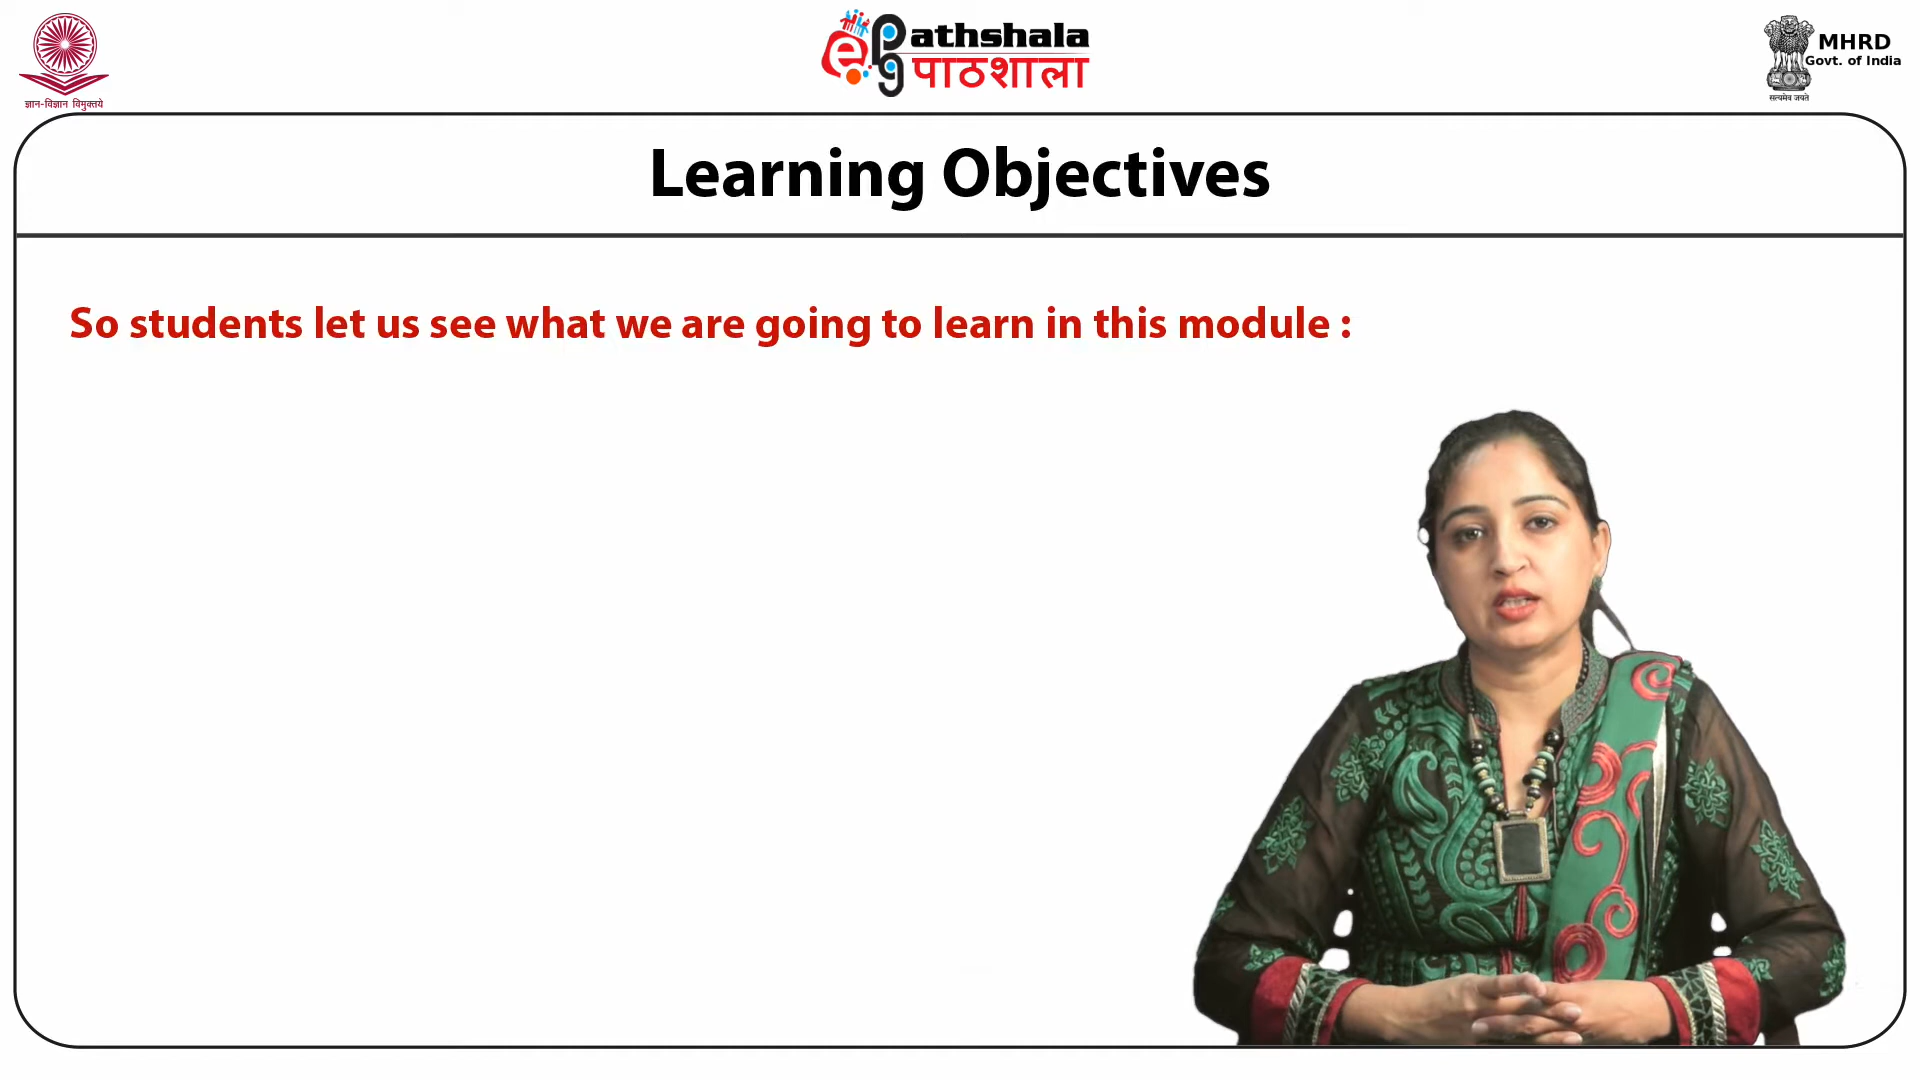 ज्ञान-विज्ञान विमुक्तये
ePathshala
पाठशाला
MHRD
Govt. of India
सत्यमेव जयते
Learning Objectives
So students let us see what we are going to learn in this module :